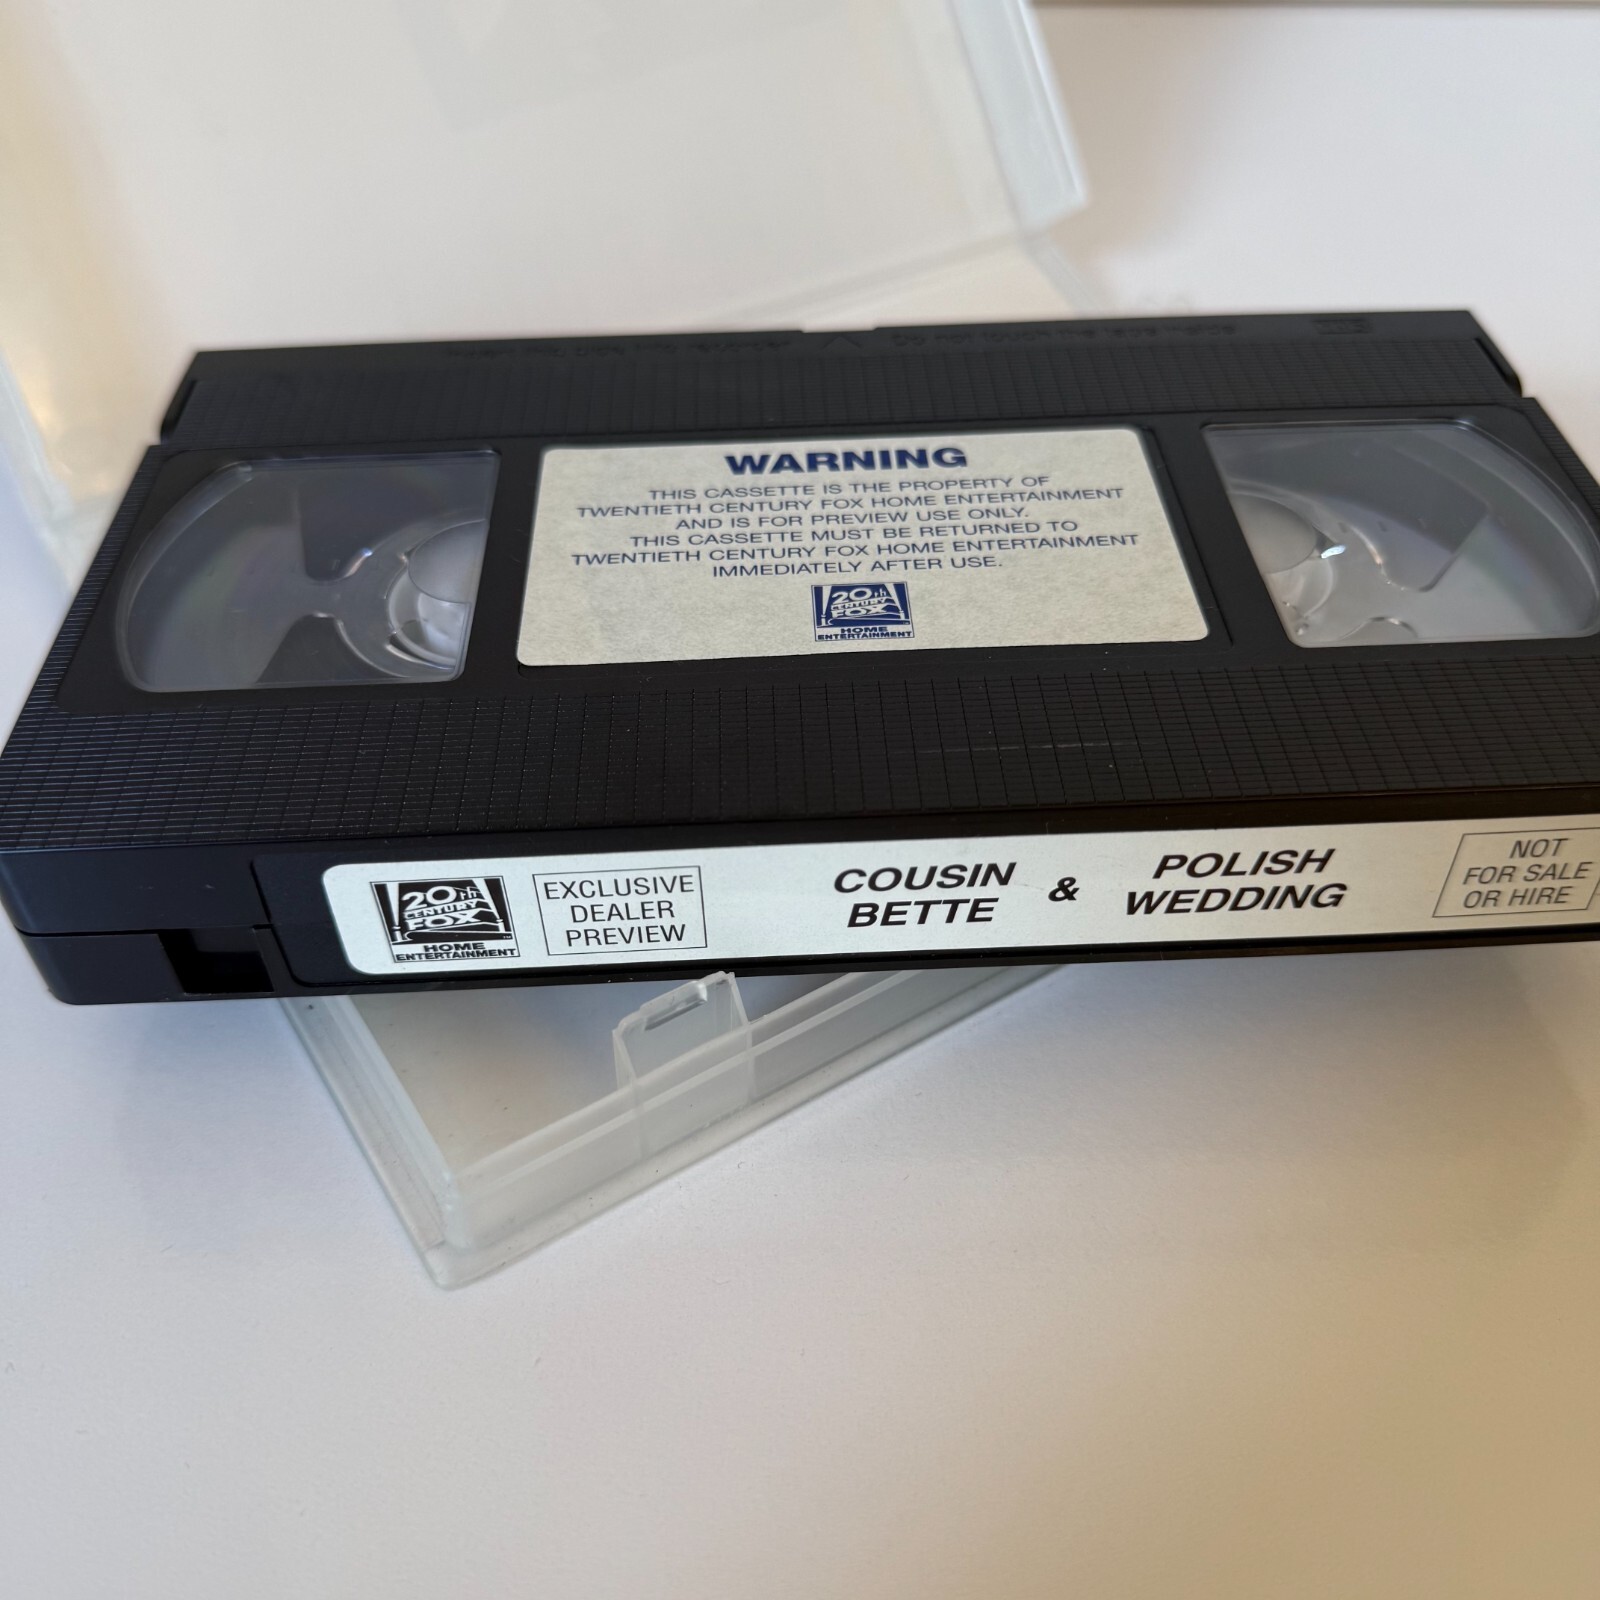 WARNING
THIS CASSETTE IS THE PROPERTY OF
TWENTIETH CENTURY FOX HOME ENTERTAINMENT
AND IS FOR PREVIEW USE ONLY.
THIS CASSETTE MUST BE RETURNED TO
TWENTIETH CENTURY FOX HOME ENTERTAINMENT
IMMEDIATELY AFTER USE.
20th
CENTURY
FOX
HOME
ENTERTAINMENT
20th
CENTURY
FOX
HOME
ENTERTAINMENT
EXCLUSIVE
DEALER
PREVIEW
COUSIN
BETTE
&
POLISH
WEDDING
NOT
FOR SALE
OR HIRE